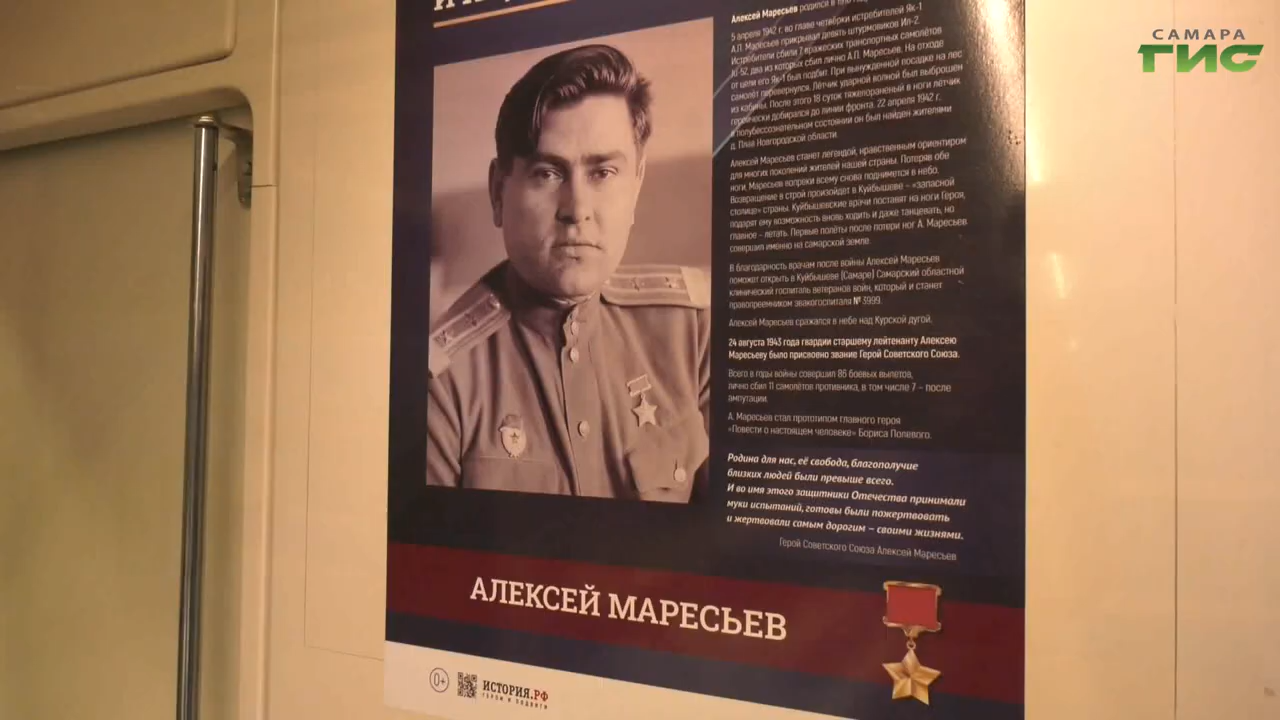 САМАРА
ГИС
Алексей Маресьев родился в
5 апреля 1942 г. во главе четвёрки истребителей Як-1
А.П. Маресьев прикрывал девять штурмовиков Ил-2.
Истребители сбили 7 вражеских транспортных самолётов
Ju-52, два из которых сбил лично А.П. Маресьев. На отходе
от цели его Як-1 был подбит. При вынужденной посадке на лес
самолёт перевернулся. Лётчик ударной волной был выброшен
из кабины. После этого 18 суток тяжелораненый в ноги лётчик
героически добирался до линии фронта. 22 апреля 1942 г.
в полубессознательном состоянии он был найден жителями
д. Плав Новгородской области.
Алексей Маресьев станет легендой, нравственным ориентиром
для многих поколений жителей нашей страны. Потеряв обе
ноги, Маресьев вопреки всему снова поднимется в небо.
Возвращение в строй произойдет в Куйбышеве – «запасной
столице» страны. Куйбышевские врачи поставят на ноги Героя,
подарят ему возможность вновь ходить и даже танцевать, но
главное – летать. Первые полёты после потери ног А. Маресьев
совершил именно на самарской земле.
В благодарность врачам после войны Алексей Маресьев
поможет открыть в Куйбышеве (Самаре) Самарский областной
клинический госпиталь ветеранов войн, который и станет
правопреемником эвакогоспиталя № 3999.
Алексей Маресьев сражался в небе над Курской дугой.
24 августа 1943 года гвардии старшему лейтенанту Алексею
Маресьеву было присвоено звание Герой Советского Союза.
Всего в годы войны совершил 86 боевых вылетов,
лично сбил 11 самолётов противника, в том числе 7 – после
ампутации.
А. Маресьев стал прототипом главного героя
«Повести о настоящем человеке» Бориса Полевого.
Родина для нас, её свобода, благополучие
близких людей были превыше всего.
И во имя этого защитники Отечества принимали
муки испытаний, готовы были пожертвовать
и жертвовали самым дорогим – своими жизнями.
Герой Советского Союза Алексей Маресьев
АЛЕКСЕЙ МАРЕСЬЕВ
0+
ИСТОРИЯ.РФ
ГЕРОИ И ПОДВИГИ